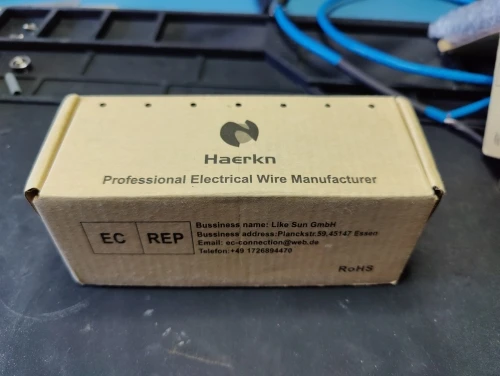 Haerkn
Professional Electrical Wire Manufacturer
EC REP
Bussiness name: Like Sun GmbH
Bussiness address:Planckstr.59,45147 Essen
Email: ec-connection@web.de
Telefon:+49 1726894470
RoHS